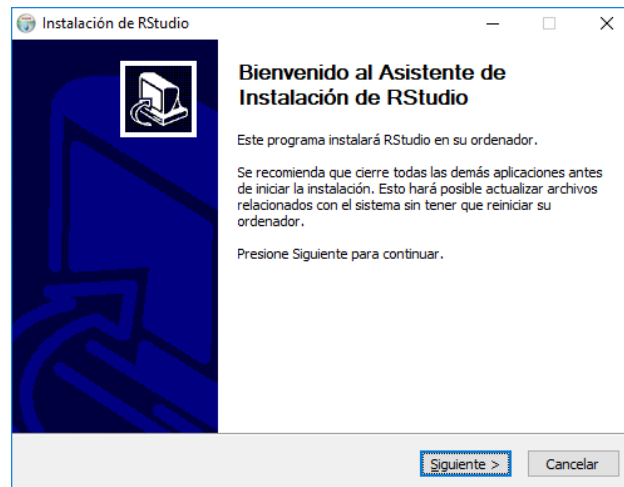 Instalación de RStudio
Bienvenido al Asistente de
Instalación de RStudio
Este programa instalará RStudio en su ordenador.
Se recomienda que cierre todas las demás aplicaciones antes
de iniciar la instalación. Esto hará posible actualizar archivos
relacionados con el sistema sin tener que reiniciar su
ordenador.
Presione Siguiente para continuar.
Siguiente >
Cancelar